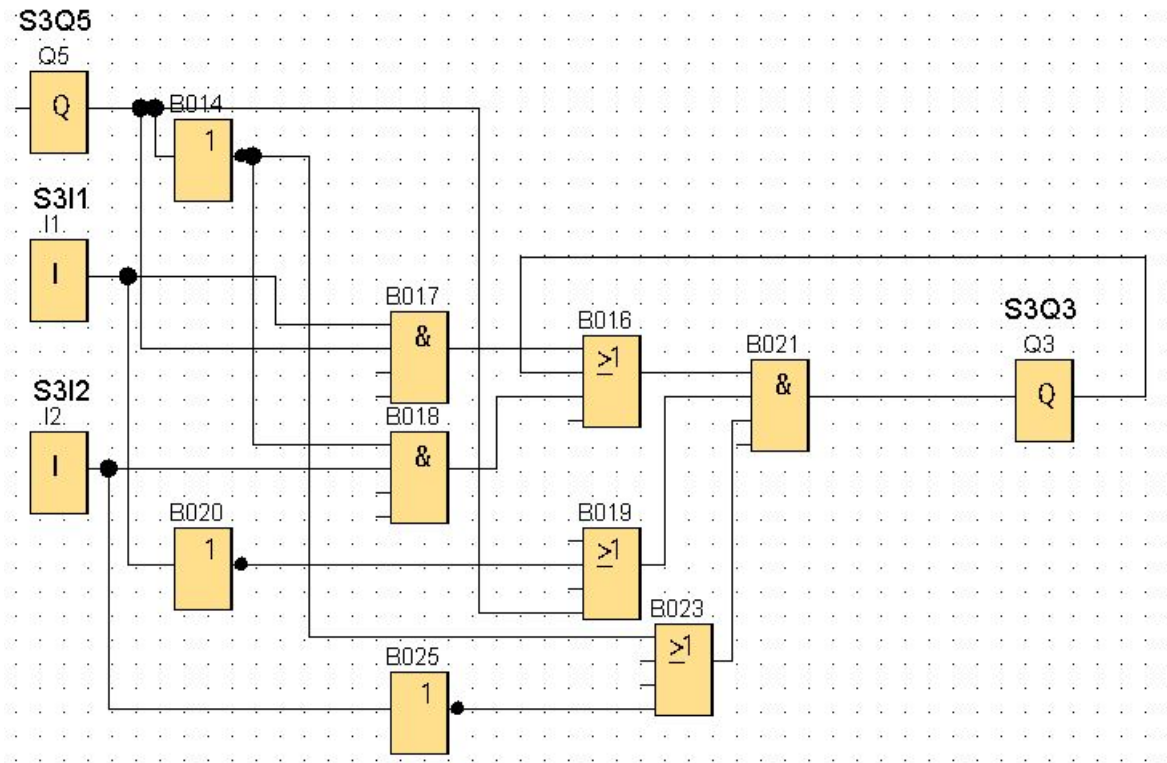 S3Q5
Q5
Q
B014
1
S3I1
I1
I
B017
&
B016
≥1
S3Q3
B021
&
Q3
Q
S3I2
I2
I
B018
&
B020
1
B019
≥1
B023
≥1
B025
1